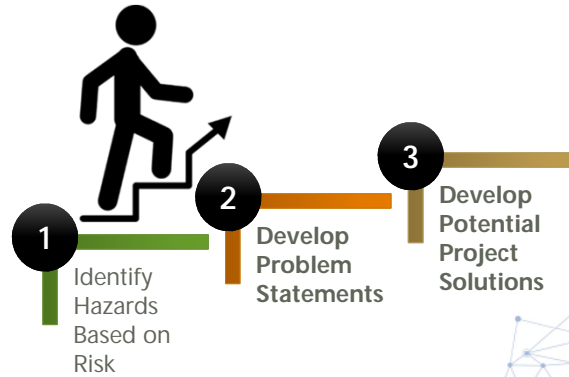 1
Identify
Hazards
Based on
Risk
2
Develop
Problem
Statements
3
Develop
Potential
Project
Solutions